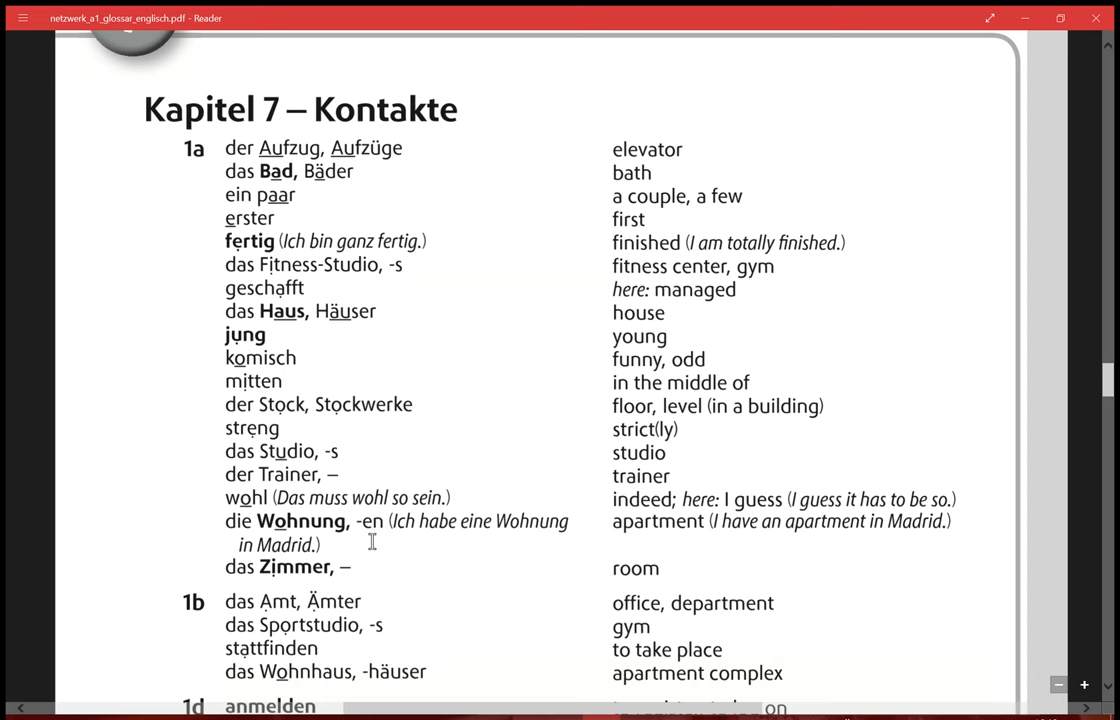 netzwerk_a1_glossar_englisch.pdf - Reader
Kapitel 7 – Kontakte
1a der Aufzug, Aufzüge elevator
das Bad, Bäder bath
ein paar a couple, a few
erster first
fertig (Ich bin ganz fertig.) finished (I am totally finished.)
das Fitness-Studio, -s fitness center, gym
geschafft here: managed
das Haus, Häuser house
jung young
komisch funny, odd
mitten in the middle of
der Stock, Stockwerke floor, level (in a building)
streng strict(ly)
das Studio, -s studio
der Trainer, – trainer
wohl (Das muss wohl so sein.) indeed; here: I guess (I guess it has to be so.)
die Wohnung, -en (Ich habe eine Wohnung apartment (I have an apartment in Madrid.)
in Madrid.)
das Zimmer, – room
1b das Amt, Ämter office, department
das Sportstudio, -s gym
stattfinden to take place
das Wohnhaus, -häuser apartment complex
1d anmelden on